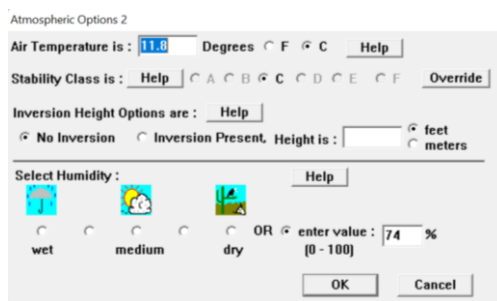 Atmospheric Options 2
Air Temperature is : 11.8 Degrees F C Help
Stability Class is : Help A B C D E F Override
Inversion Height Options are : Help
No Inversion Inversion Present, Height is : feet
meters
Select Humidity : Help
OR enter value : 74 %
wet medium dry (0 - 100)
OK Cancel